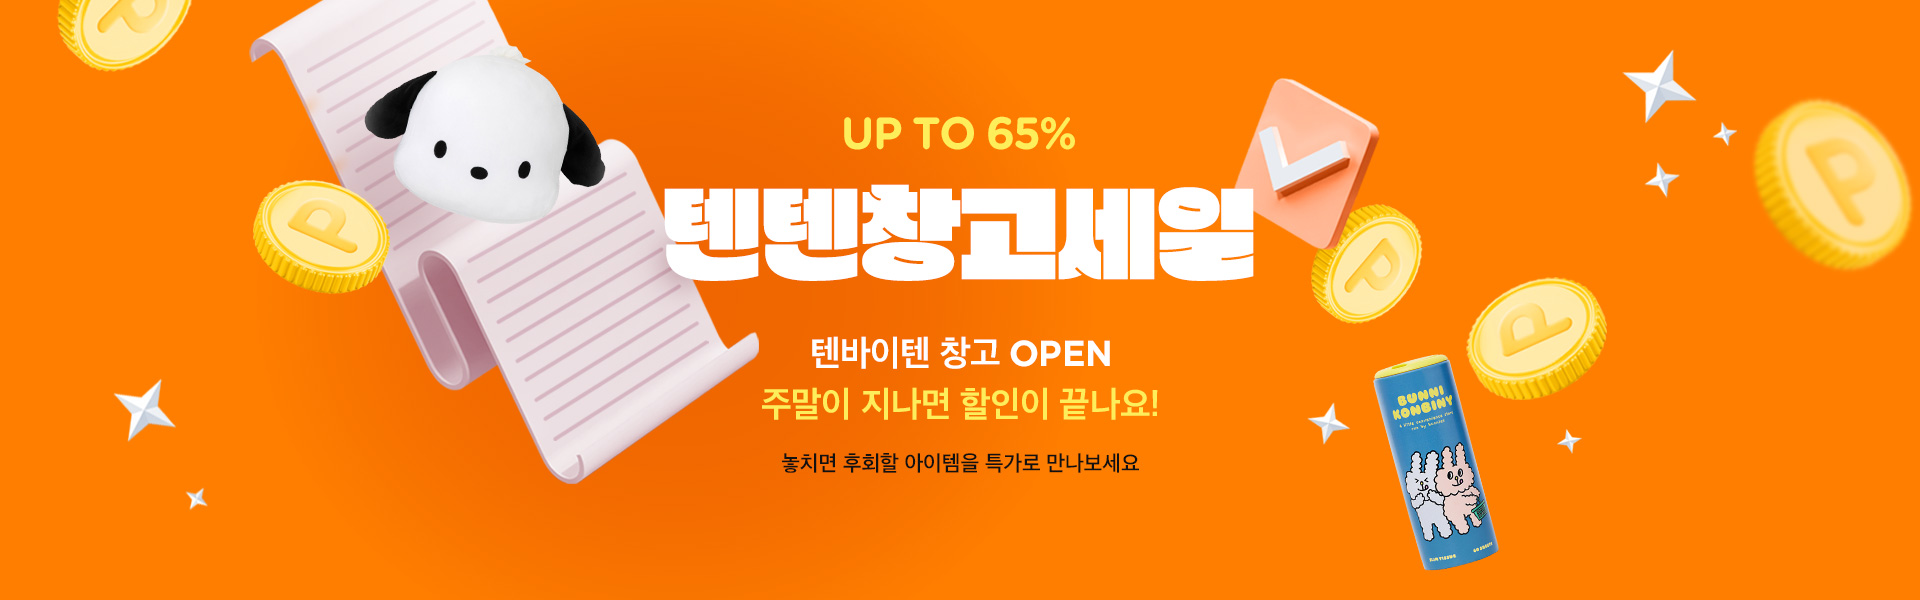 UP TO 65%
텐텐창고세일
텐바이텐 창고 OPEN
주말이 지나면 할인이 끝나요!
놓치면 후회할 아이템을 특가로 만나보세요
P
P
P
P
P
BUNNI
KONBINY